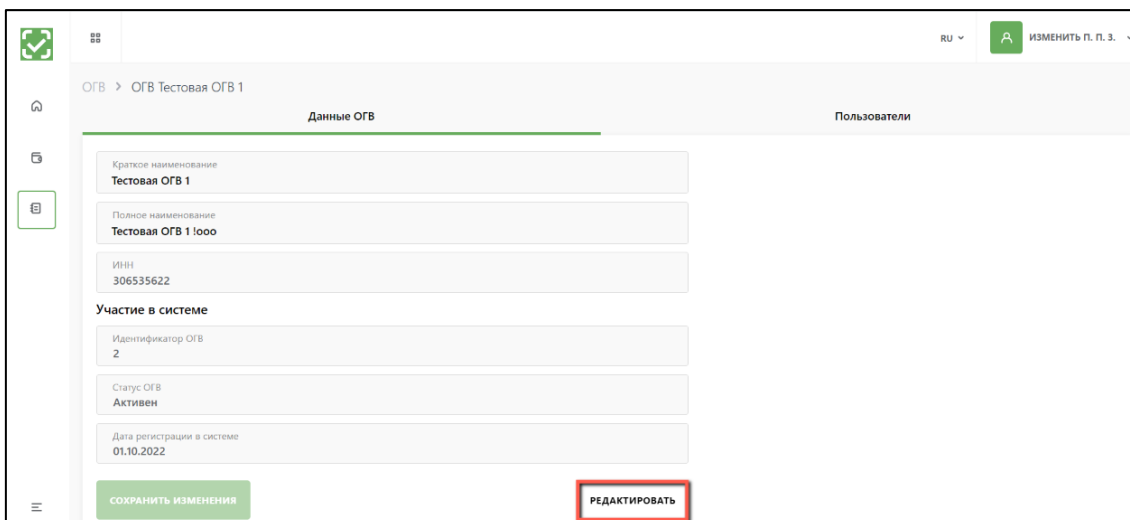 RU
ИЗМЕНИТЬ П. П. З.
ОГВ > ОГВ Тестовая ОГВ 1
Данные ОГВ
Пользователи
Краткое наименование
Тестовая ОГВ 1
Полное наименование
Тестовая ОГВ 1 !ооо
ИНН
306535622
Участие в системе
Идентификатор ОГВ
2
Статус ОГВ
Активен
Дата регистрации в системе
01.10.2022
СОХРАНИТЬ ИЗМЕНЕНИЯ
РЕДАКТИРОВАТЬ